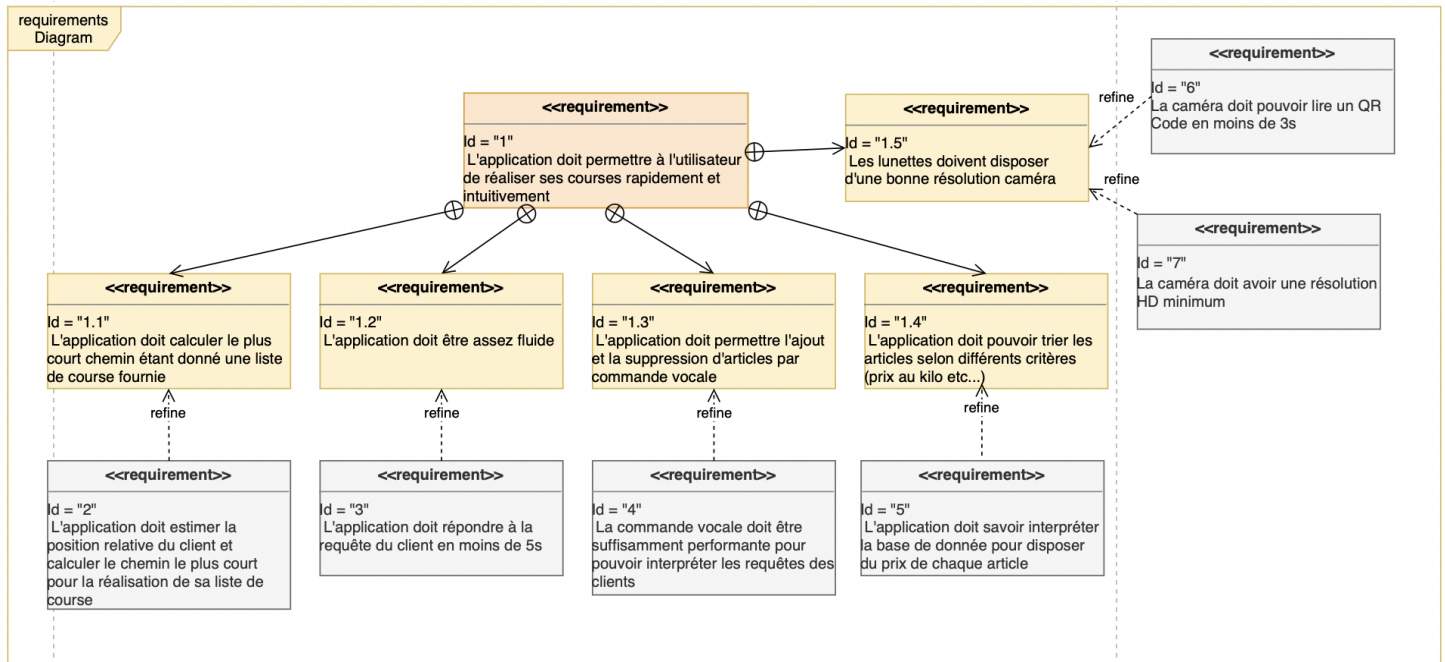 requirements
Diagram
<<requirement>>
Id = "1"
L'application doit permettre à l'utilisateur
de réaliser ses courses rapidement et
intuitivement
<<requirement>>
Id = "1.5"
Les lunettes doivent disposer
d'une bonne résolution caméra
refine
<<requirement>>
Id = "6"
La caméra doit pouvoir lire un QR
Code en moins de 3s
refine
<<requirement>>
Id = "7"
La caméra doit avoir une résolution
HD minimum
<<requirement>>
Id = "1.1"
L'application doit calculer le plus
court chemin étant donné une liste
de course fournie
<<requirement>>
Id = "1.2"
L'application doit être assez fluide
<<requirement>>
Id = "1.3"
L'application doit permettre l'ajout
et la suppression d'articles par
commande vocale
<<requirement>>
Id = "1.4"
L'application doit pouvoir trier les
articles selon différents critères
(prix au kilo etc...)
refine
refine
refine
refine
<<requirement>>
Id = "2"
L'application doit estimer la
position relative du client et
calculer le chemin le plus court
pour la réalisation de sa liste de
course
<<requirement>>
Id = "3"
L'application doit répondre à la
requête du client en moins de 5s
<<requirement>>
Id = "4"
La commande vocale doit être
suffisamment performante pour
pouvoir interpréter les requêtes des
clients
<<requirement>>
Id = "5"
L'application doit savoir interpréter
la base de donnée pour disposer
du prix de chaque article